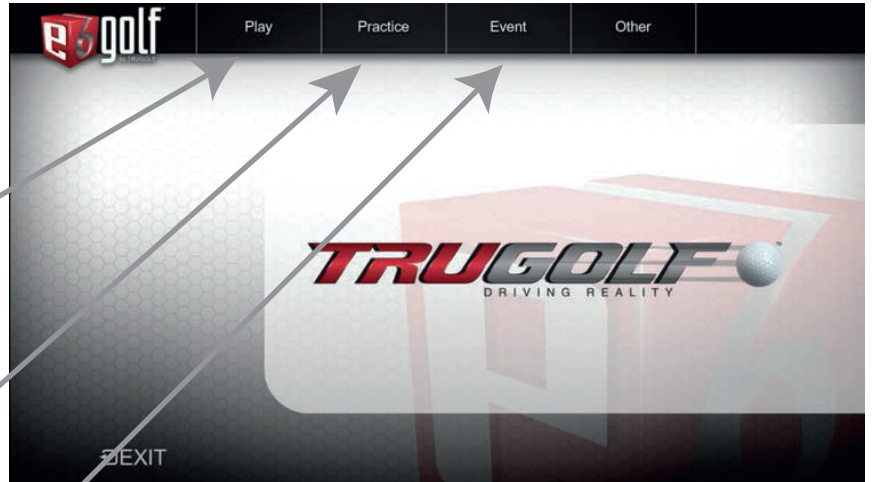 e6golf
by TRUGOLF
Play
Practice
Event
Other
TRUGOLF
DRIVING REALITY
EXIT